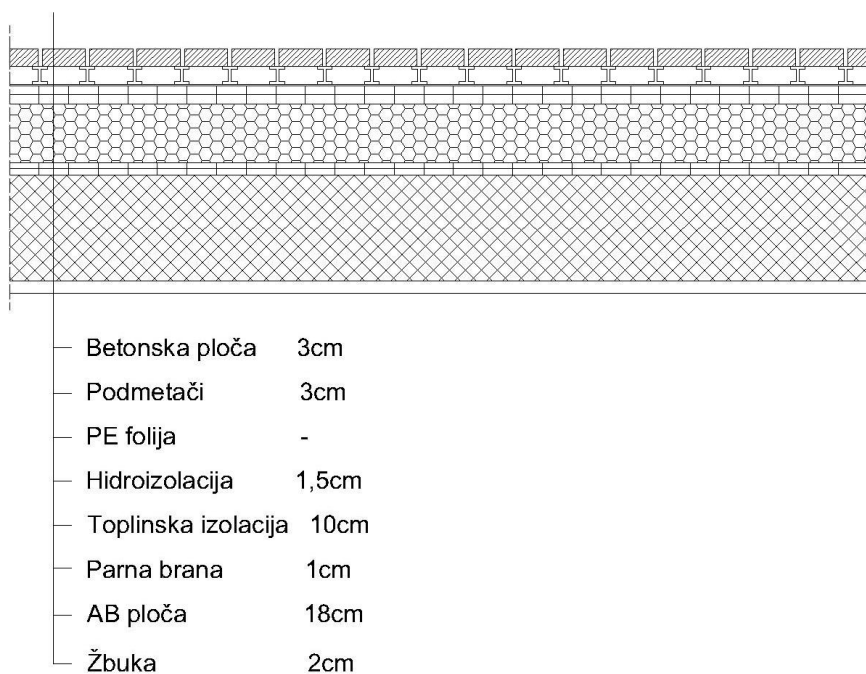 Betonska ploča 3cm
Podmetači 3cm
PE folija -
Hidroizolacija 1,5cm
Toplinska izolacija 10cm
Parna brana 1cm
AB ploča 18cm
Žbuka 2cm